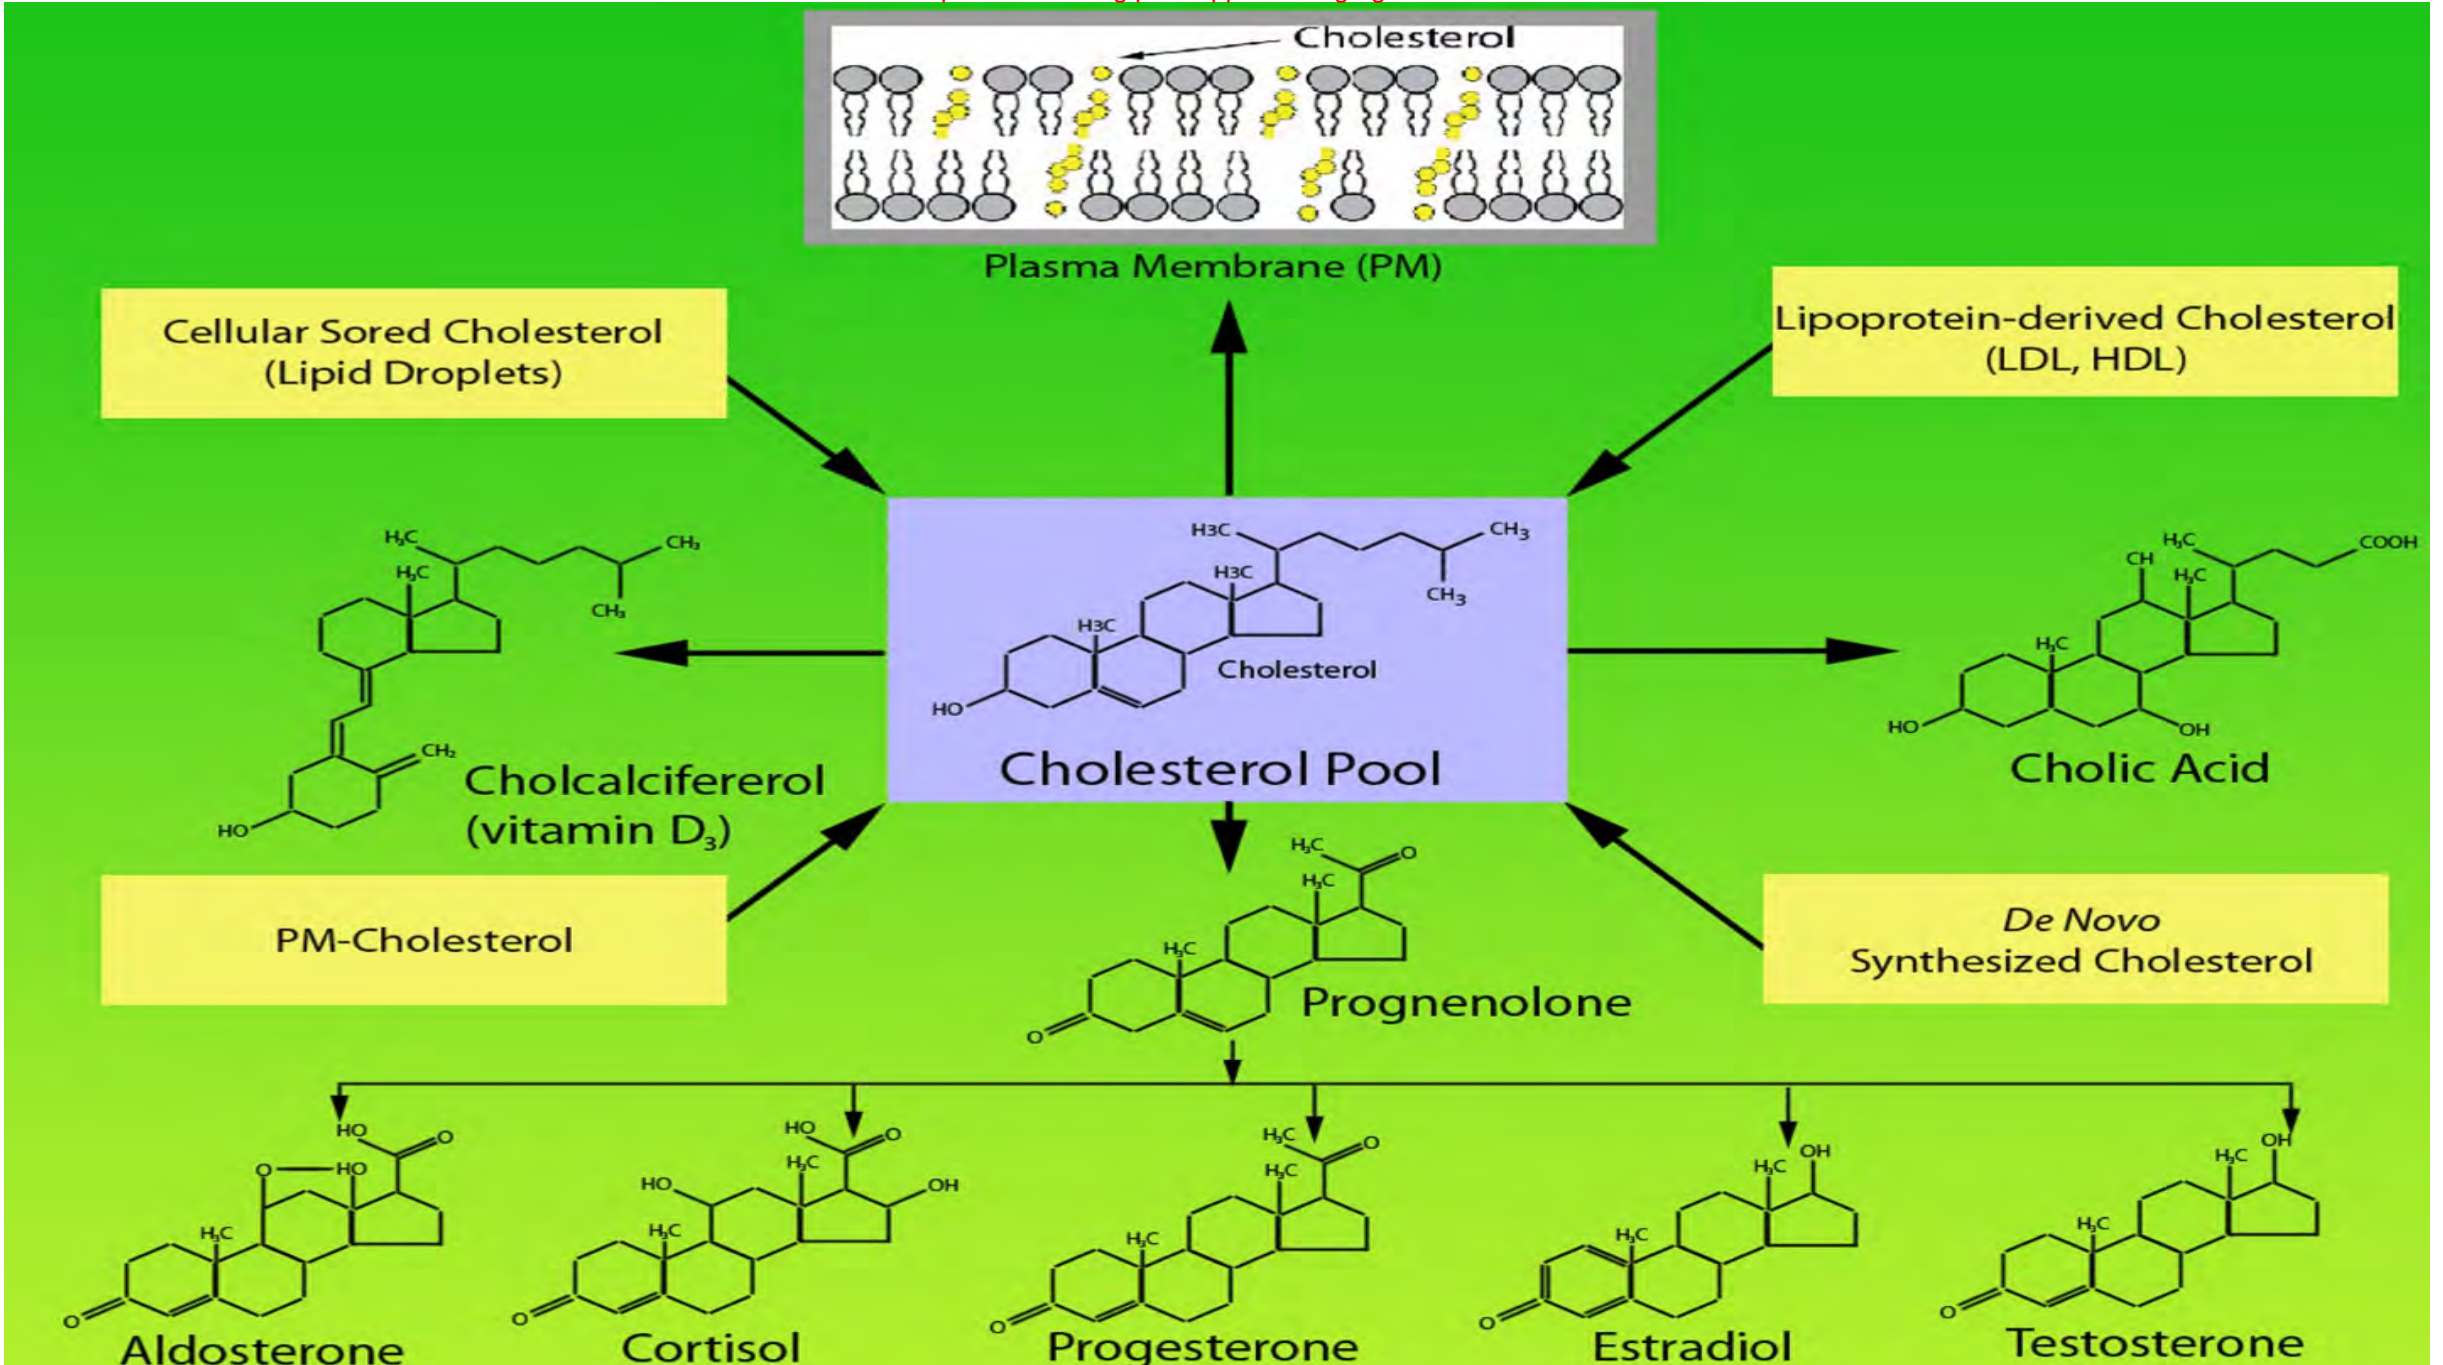 Cholesterol
Plasma Membrane (PM)
Cellular Sored Cholesterol
(Lipid Droplets)
Lipoprotein-derived Cholesterol
(LDL, HDL)
H₃C
CH₃
H₃C
CH₃
CH₂
HO
Cholcalcifererol
(vitamin D₃)
H3C
CH₃
H3C
CH₃
H3C
Cholesterol
HO
Cholesterol Pool
H₃C
COOH
CH
H₃C
H₃C
HO
OH
Cholic Acid
PM-Cholesterol
H₃C
O
H₃C
H₃C
O
Prognenolone
De Novo
Synthesized Cholesterol
HO
O
O
HO
H₃C
O
Aldosterone
HO
O
H₃C
HO
OH
H₃C
O
Cortisol
H₃C
O
H₃C
H₃C
O
Progesterone
OH
H₃C
H₃C
O
Estradiol
OH
H₃C
H₃C
O
Testosterone